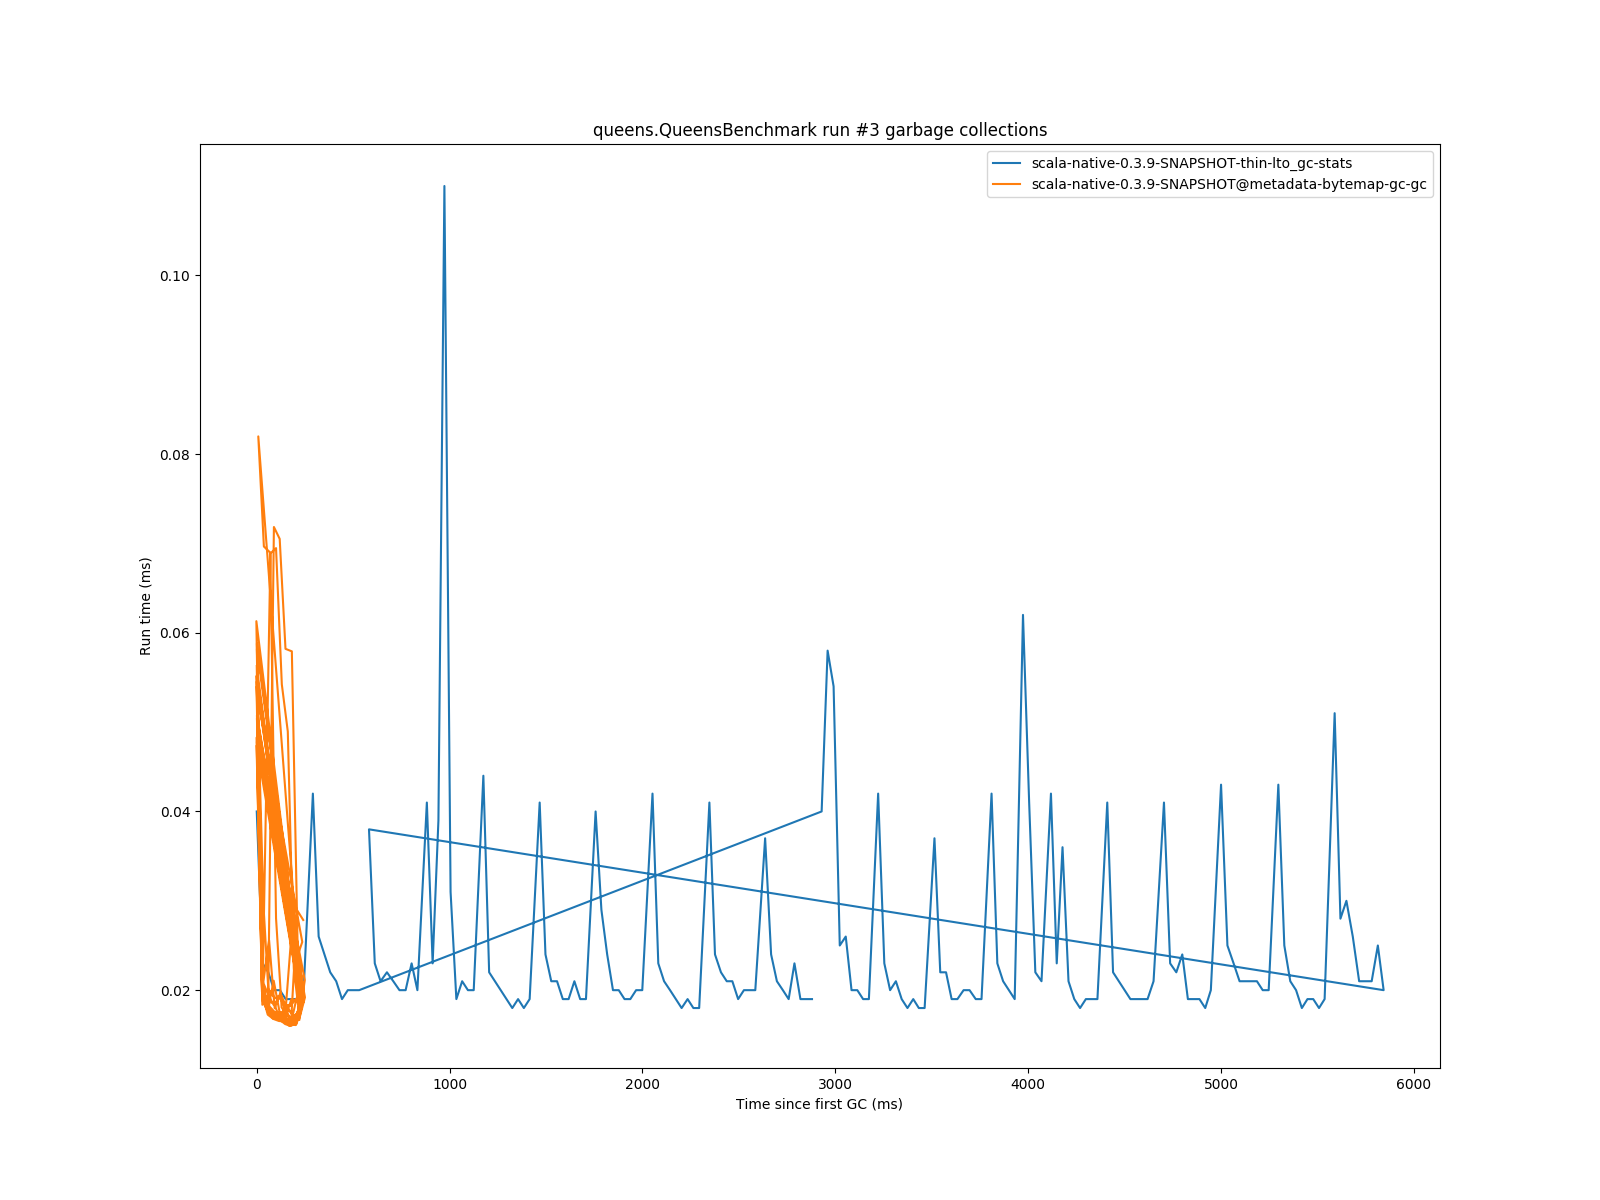 queens.QueensBenchmark run #3 garbage collections
scala-native-0.3.9-SNAPSHOT-thin-lto_gc-stats
scala-native-0.3.9-SNAPSHOT@metadata-bytemap-gc-gc
0.10
0.08
0.06
0.04
0.02
Run time (ms)
0 1000 2000 3000 4000 5000 6000
Time since first GC (ms)